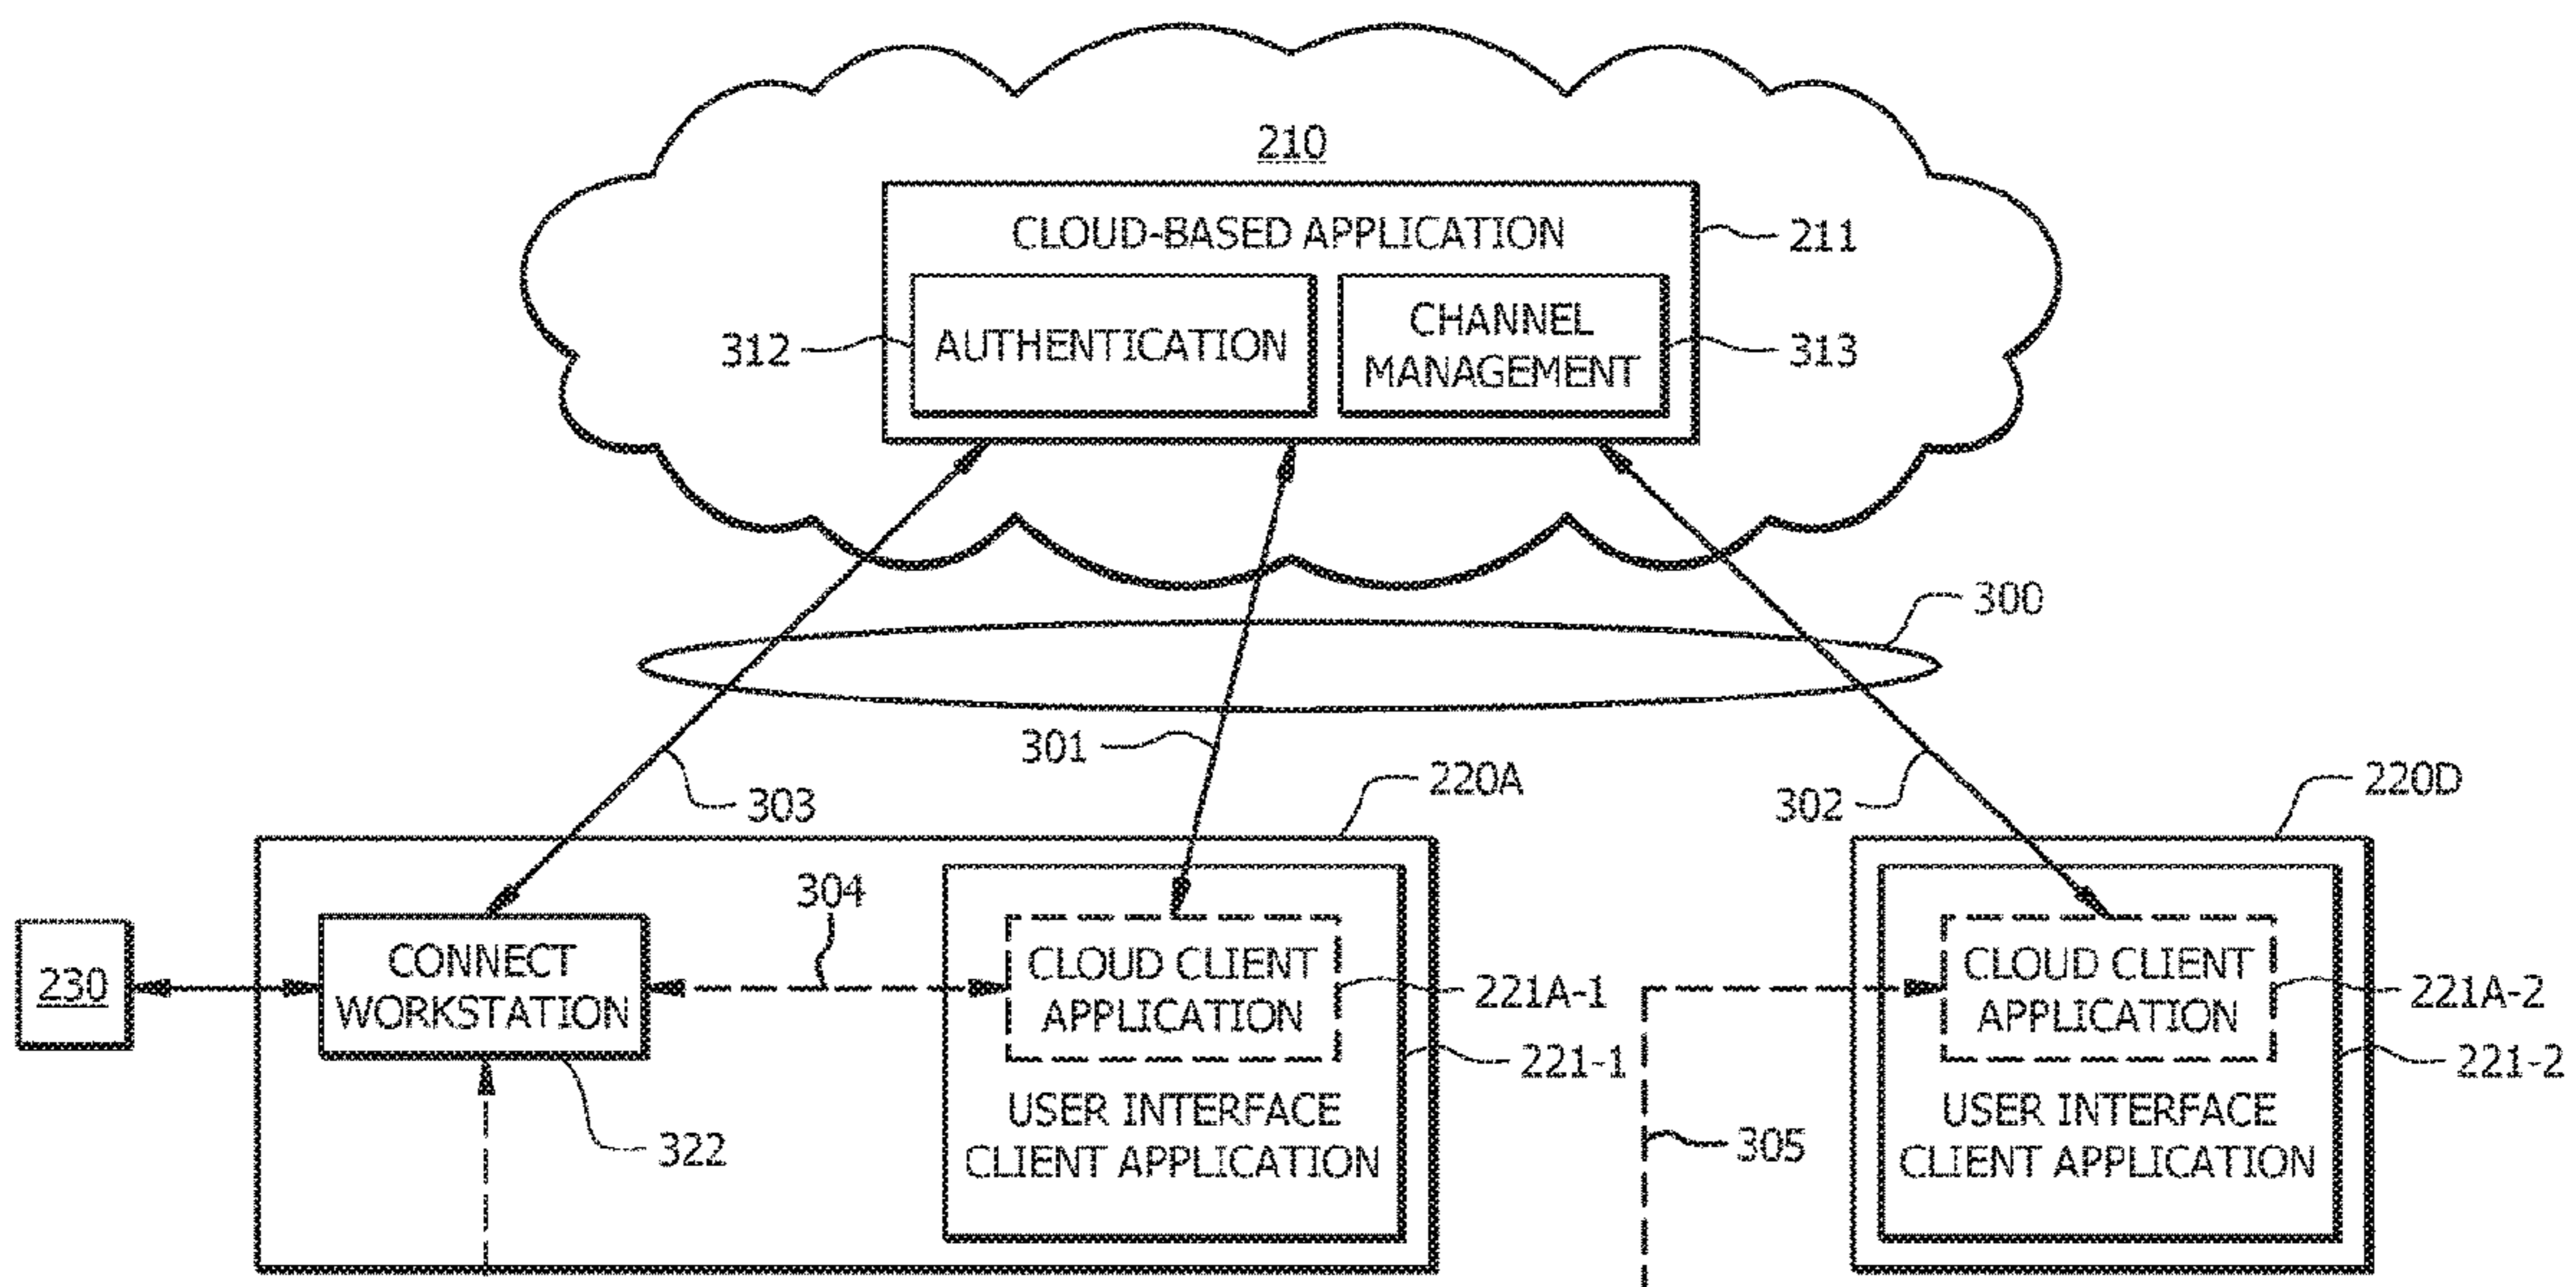 210
CLOUD-BASED APPLICATION
211
312
AUTHENTICATION
CHANNEL
MANAGEMENT
313
300
301
303
302
220A
220D
304
230
CONNECT
WORKSTATION
322
CLOUD CLIENT
APPLICATION
221A-1
221-1
USER INTERFACE
CLIENT APPLICATION
305
CLOUD CLIENT
APPLICATION
221A-2
221-2
USER INTERFACE
CLIENT APPLICATION